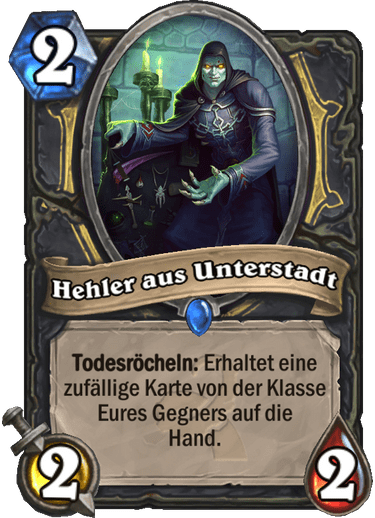 2
Hehler aus Unterstadt
Todesröcheln: Erhaltet eine
zufällige Karte von der Klasse
Eures Gegners auf die
Hand.
2
2